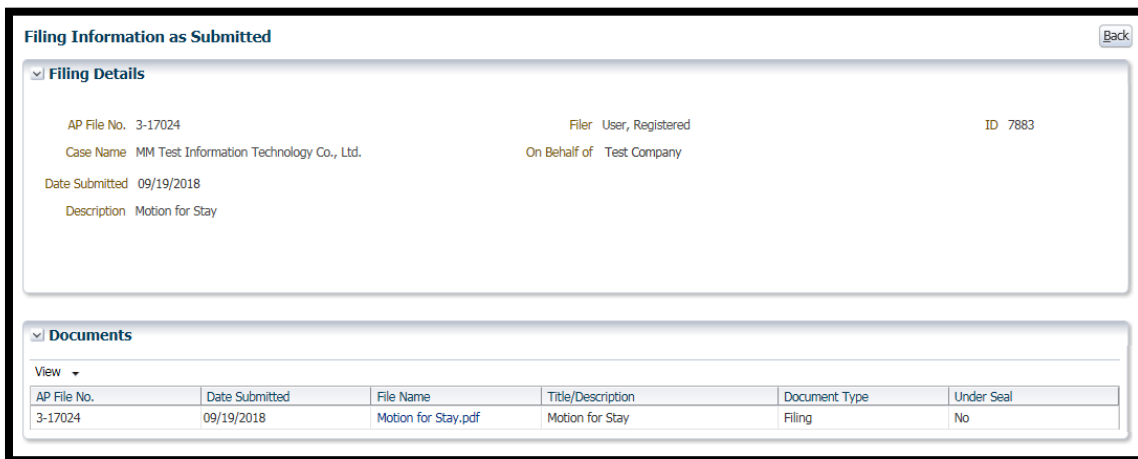 Filing Information as Submitted Back
Filing Details
AP File No. 3-17024 Filer User, Registered ID 7883
Case Name MM Test Information Technology Co., Ltd. On Behalf of Test Company
Date Submitted 09/19/2018
Description Motion for Stay
Documents
View
AP File No. Date Submitted File Name Title/Description Document Type Under Seal
3-17024 09/19/2018 Motion for Stay.pdf Motion for Stay Filing No